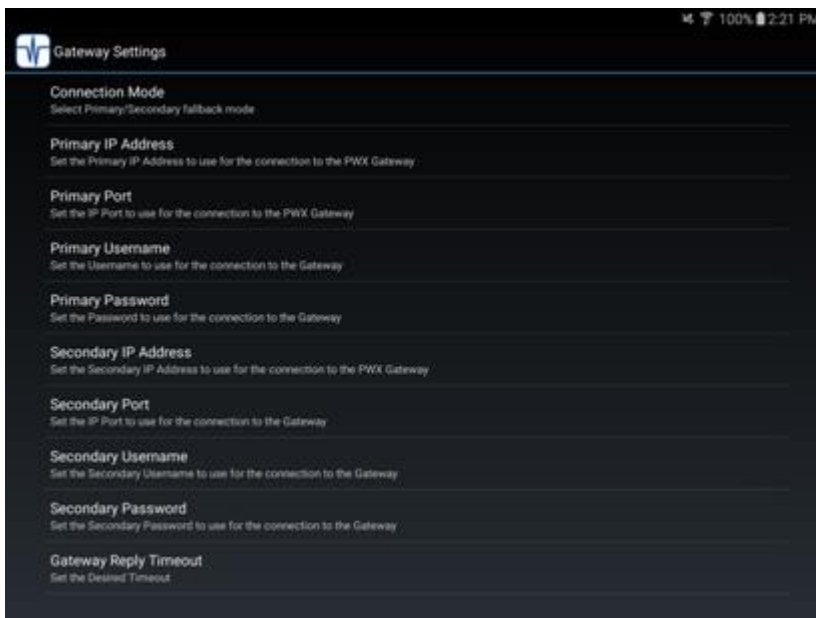 100% 2:21 PM
Gateway Settings
Connection Mode
Select Primary/Secondary fallback mode
Primary IP Address
Set the Primary IP Address to use for the connection to the PWX Gateway
Primary Port
Set the IP Port to use for the connection to the PWX Gateway
Primary Username
Set the Username to use for the connection to the Gateway
Primary Password
Set the Password to use for the connection to the Gateway
Secondary IP Address
Set the Secondary IP Address to use for the connection to the PWX Gateway
Secondary Port
Set the IP Port to use for the connection to the Gateway
Secondary Username
Set the Secondary Username to use for the connection to the Gateway
Secondary Password
Set the Secondary Password to use for the connection to the Gateway
Gateway Reply Timeout
Set the Desired Timeout